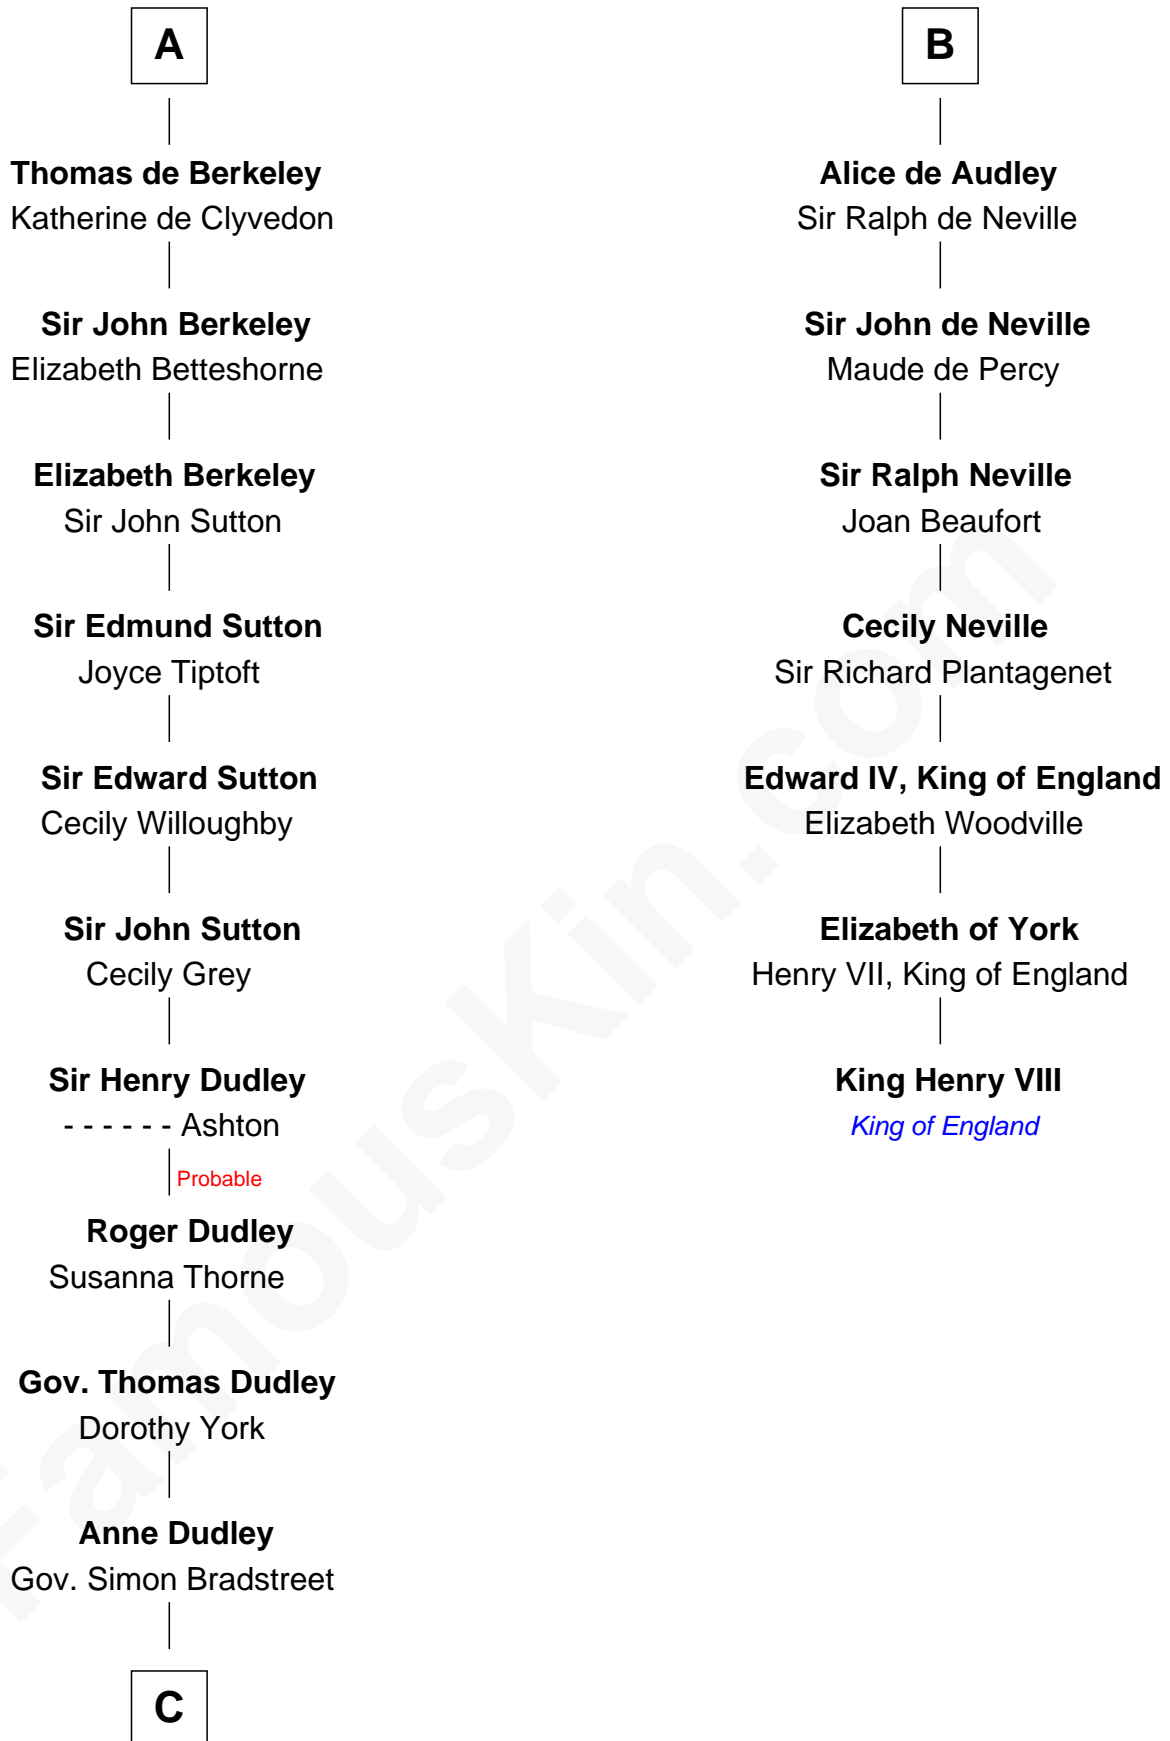 A
Thomas de Berkeley
Katherine de Clyvedon
Sir John Berkeley
Elizabeth Betteshorne
Elizabeth Berkeley
Sir John Sutton
Sir Edmund Sutton
Joyce Tiptoft
Sir Edward Sutton
Cecily Willoughby
Sir John Sutton
Cecily Grey
Sir Henry Dudley
- - - - - - Ashton
Probable
Roger Dudley
Susanna Thorne
Gov. Thomas Dudley
Dorothy York
Anne Dudley
Gov. Simon Bradstreet
C
B
Alice de Audley
Sir Ralph de Neville
Sir John de Neville
Maude de Percy
Sir Ralph Neville
Joan Beaufort
Cecily Neville
Sir Richard Plantagenet
Edward IV, King of England
Elizabeth Woodville
Elizabeth of York
Henry VII, King of England
King Henry VIII
King of England
FamousKin.com